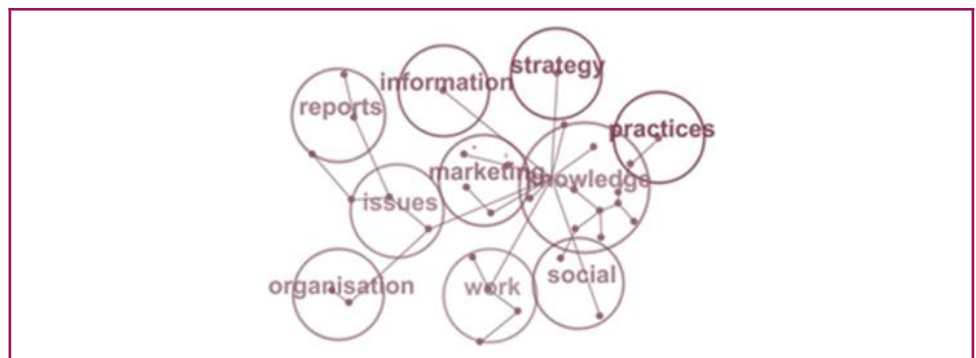 strategy
information
reports
practices
marketing
knowledge
issues
social
organisation
work